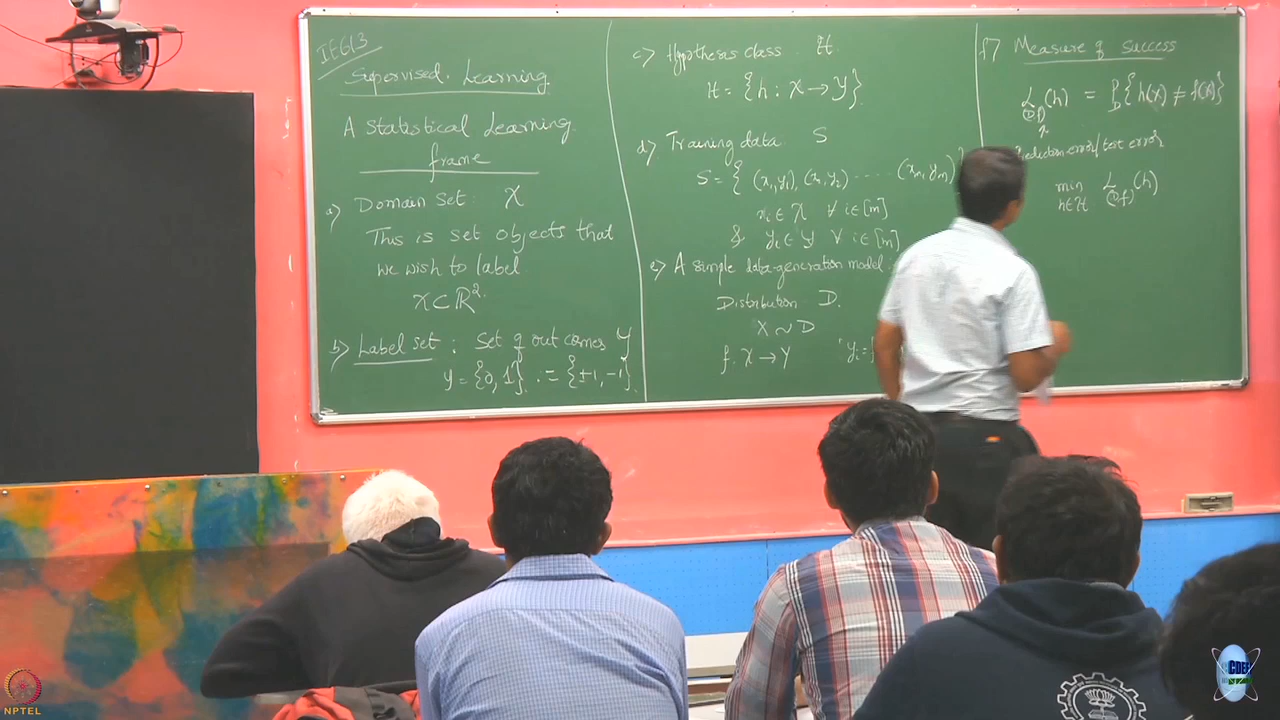 IE613
Supervised Learning
A Statistical Learning
frame
a) Domain Set : X
This is set objects that
we wish to label
X ⊂ ℝ².
b) Label set : Set of out comes Y
Y = {0, 1} := {+1, -1}.
c) Hypothesis class H
H = {h : X → Y}
d) Training data S
S = { (x₁, y₁), (x₂, y₂) . . . . . (xₘ, yₘ) }
xᵢ ∈ X ∀ i ∈ [m]
& yᵢ ∈ Y ∀ i ∈ [m]
e) A simple data-generation model :
Distribution D.
X ~ D
f : X → Y yᵢ =
f) Measure of success
L(D,f)(h) = P_D { h(x) ≠ f(x) }
Prediction error / test error
min h∈H L(D,f)(h)
NPTEL
CDEEP